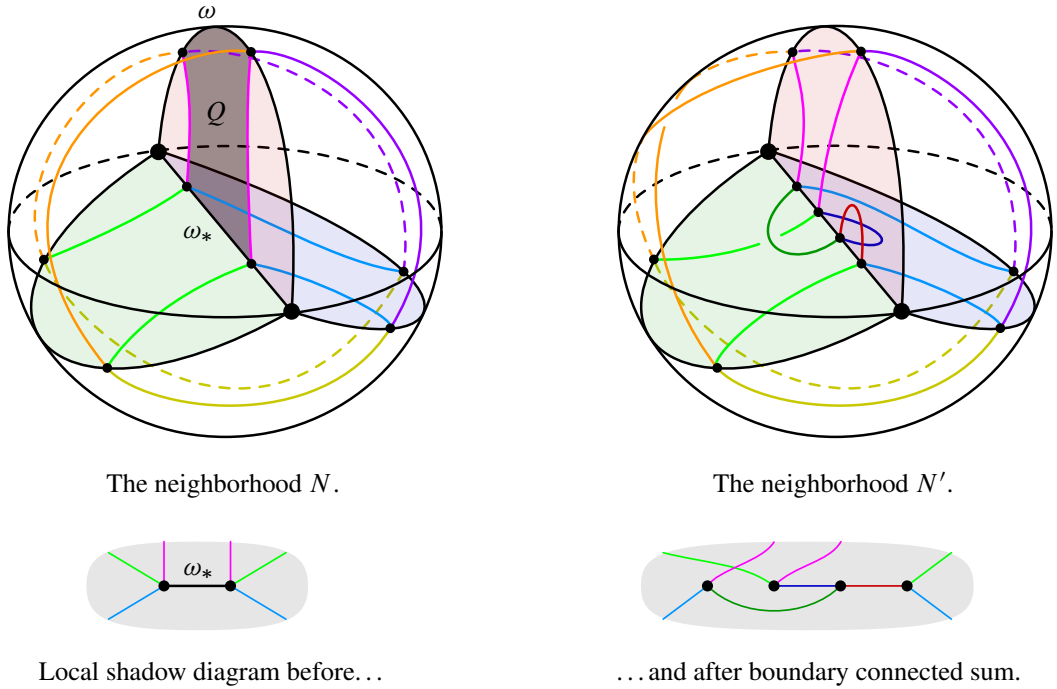 ω
Q
ω*
The neighborhood N.
The neighborhood N′.
ω*
Local shadow diagram before…
…and after boundary connected sum.